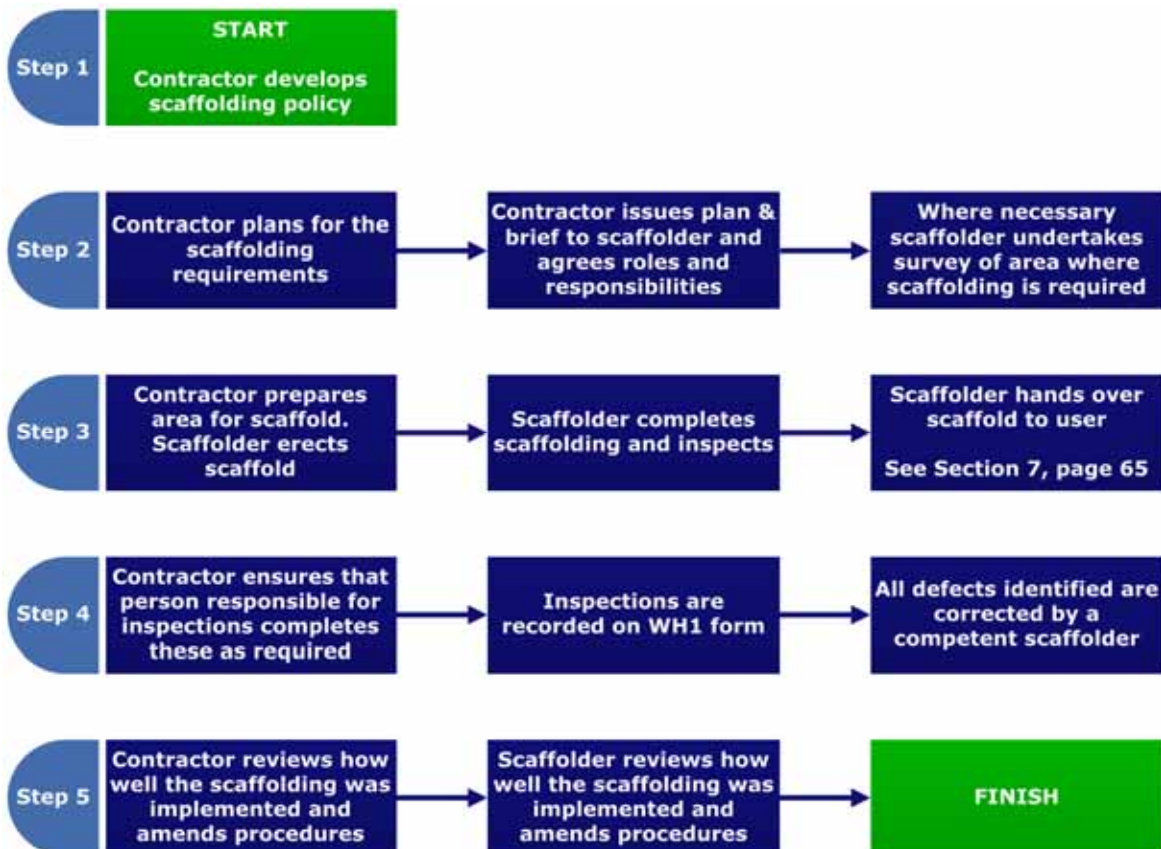 Step 1
START
Contractor develops
scaffolding policy
Step 2
Contractor plans for the
scaffolding
requirements
Contractor issues plan &
brief to scaffolder and
agrees roles and
responsibilities
Where necessary
scaffolder undertakes
survey of area where
scaffolding is required
Step 3
Contractor prepares
area for scaffold.
Scaffolder erects
scaffold
Scaffolder completes
scaffolding and inspects
Scaffolder hands over
scaffold to user
See Section 7, page 65
Step 4
Contractor ensures that
person responsible for
inspections completes
these as required
Inspections are
recorded on WH1 form
All defects identified are
corrected by a
competent scaffolder
Step 5
Contractor reviews how
well the scaffolding was
implemented and
amends procedures
Scaffolder reviews how
well the scaffolding was
implemented and
amends procedures
FINISH